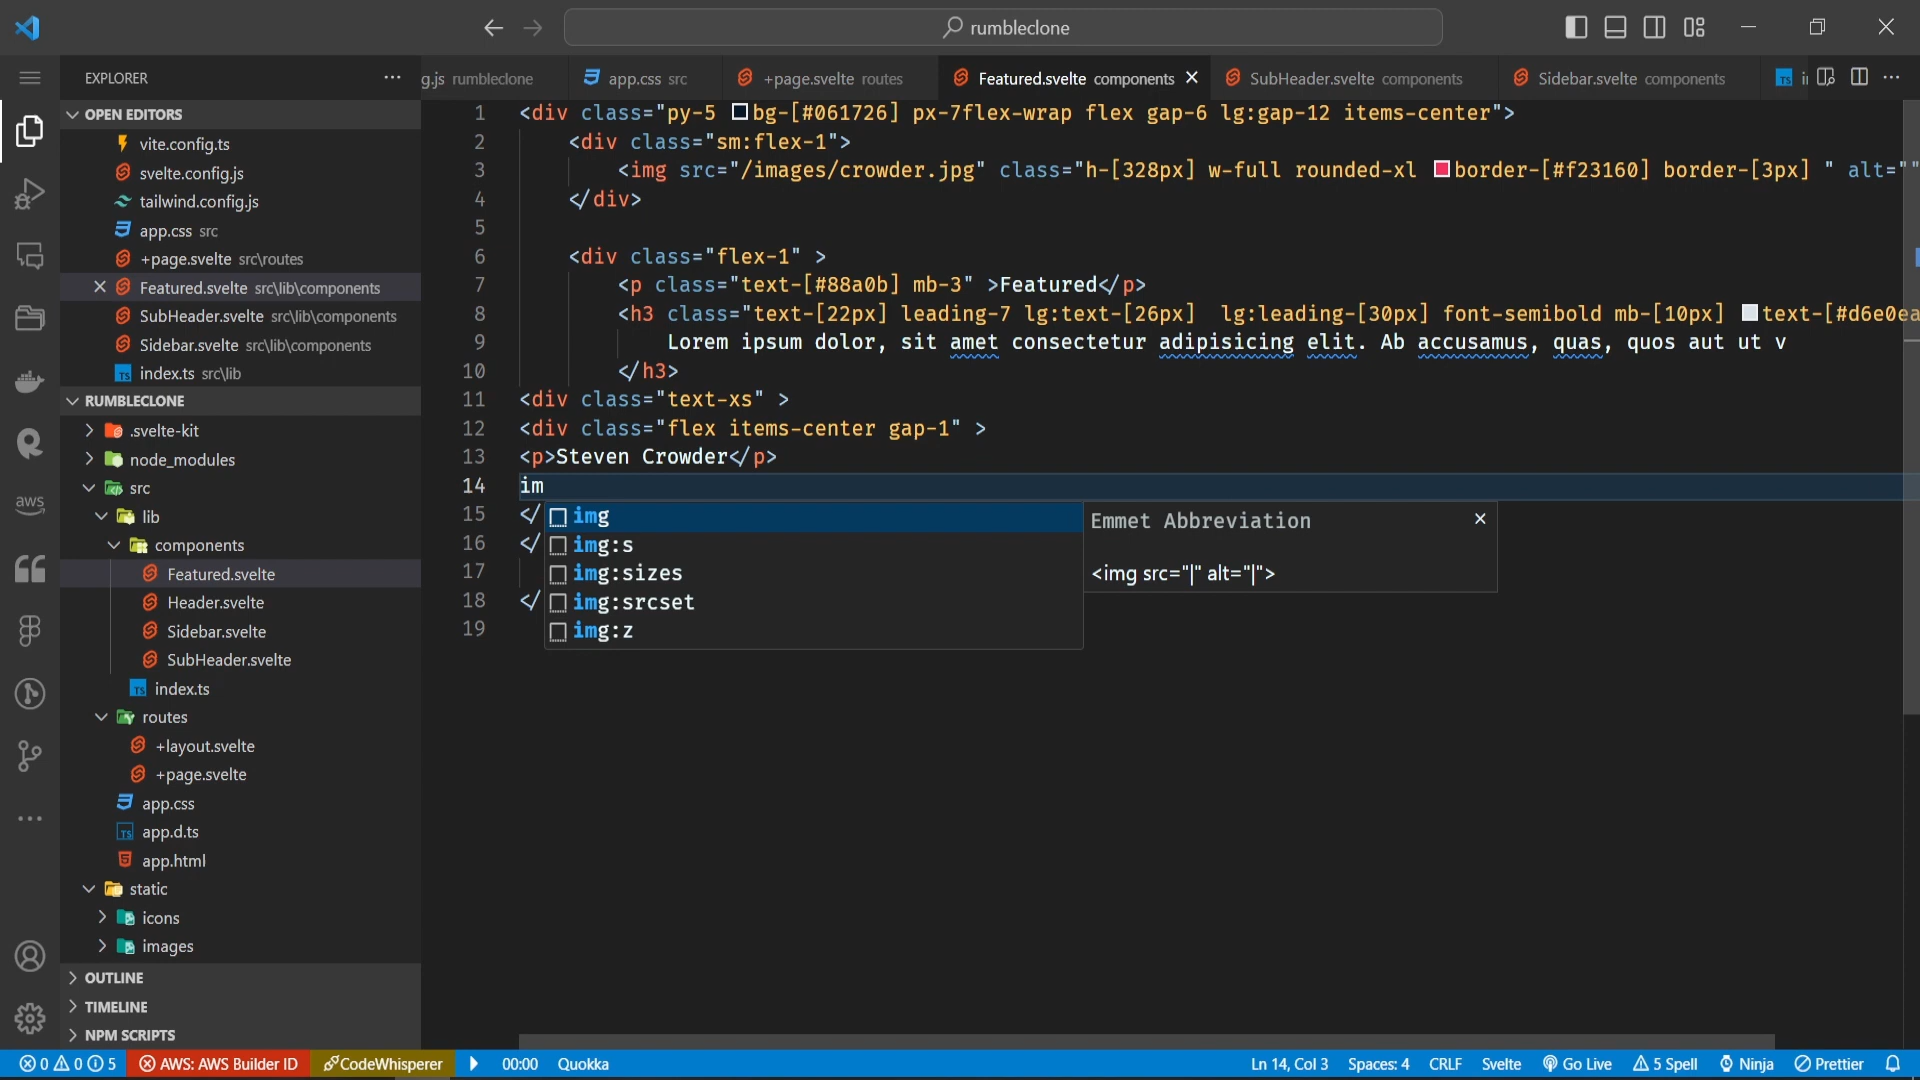 rumbleclone
EXPLORER
g.js rumbleclone
app.css src
+page.svelte routes
Featured.svelte components
SubHeader.svelte components
Sidebar.svelte components
OPEN EDITORS
vite.config.ts
svelte.config.js
tailwind.config.js
app.css src
+page.svelte src\routes
Featured.svelte src\lib\components
SubHeader.svelte src\lib\components
Sidebar.svelte src\lib\components
index.ts src\lib
RUMBLECLONE
.svelte-kit
node_modules
src
lib
components
Featured.svelte
Header.svelte
Sidebar.svelte
SubHeader.svelte
index.ts
routes
+layout.svelte
+page.svelte
app.css
app.d.ts
app.html
static
icons
images
OUTLINE
TIMELINE
NPM SCRIPTS
aws
1 <div class="py-5 bg-[#061726] px-7flex-wrap flex gap-6 lg:gap-12 items-center">
2 <div class="sm:flex-1">
3 <img src="/images/crowder.jpg" class="h-[328px] w-full rounded-xl border-[#f23160] border-[3px] " alt=""
4 </div>
5
6 <div class="flex-1" >
7 <p class="text-[#88a0b] mb-3" >Featured</p>
8 <h3 class="text-[22px] leading-7 lg:text-[26px]  lg:leading-[30px] font-semibold mb-[10px] text-[#d6e0ea
9 Lorem ipsum dolor, sit amet consectetur adipisicing elit. Ab accusamus, quas, quos aut ut v
10 </h3>
11 <div class="text-xs" >
12 <div class="flex items-center gap-1" >
13 <p>Steven Crowder</p>
14 im
15 </
16 </
17
18 </
19
img
img:s
img:sizes
img:srcset
img:z
Emmet Abbreviation
<img src="|" alt="|">
0 0 5
AWS: AWS Builder ID
CodeWhisperer
00:00
Quokka
Ln 14, Col 3
Spaces: 4
CRLF
Svelte
Go Live
5 Spell
Ninja
Prettier